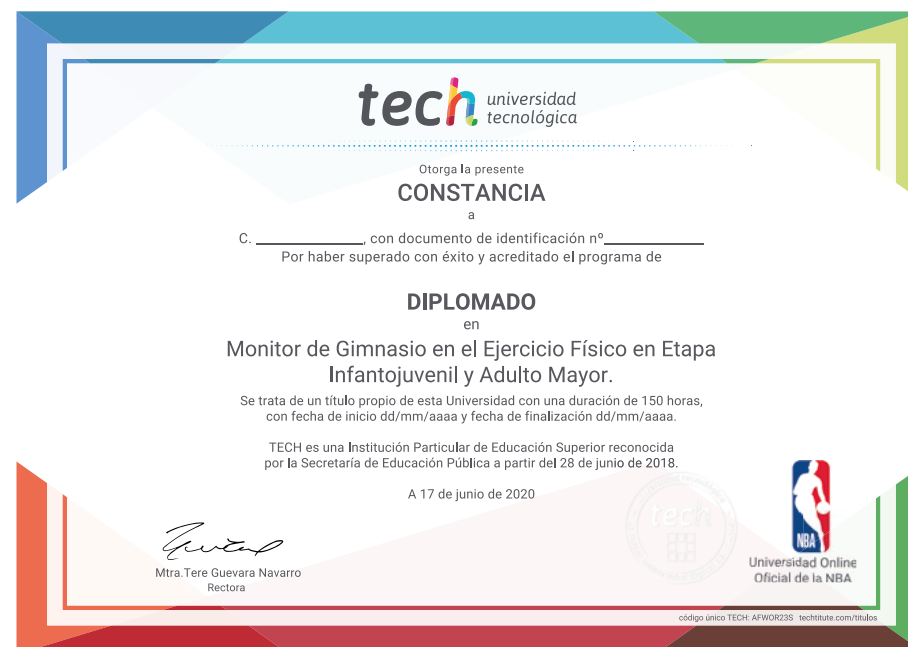 tech universidad
tecnológica
Otorga la presente
CONSTANCIA
a
C. ____________, con documento de identificación nº____________
Por haber superado con éxito y acreditado el programa de
DIPLOMADO
en
Monitor de Gimnasio en el Ejercicio Físico en Etapa
Infantojuvenil y Adulto Mayor.
Se trata de un título propio de esta Universidad con una duración de 150 horas,
con fecha de inicio dd/mm/aaaa y fecha de finalización dd/mm/aaaa.
TECH es una Institución Particular de Educación Superior reconocida
por la Secretaría de Educación Pública a partir del 28 de junio de 2018.
A 17 de junio de 2020
tech
NBA
Mtra.Tere Guevara Navarro
Rectora
Universidad Online
Oficial de la NBA
código único TECH: AFWOR23S techtitute.com/titulos